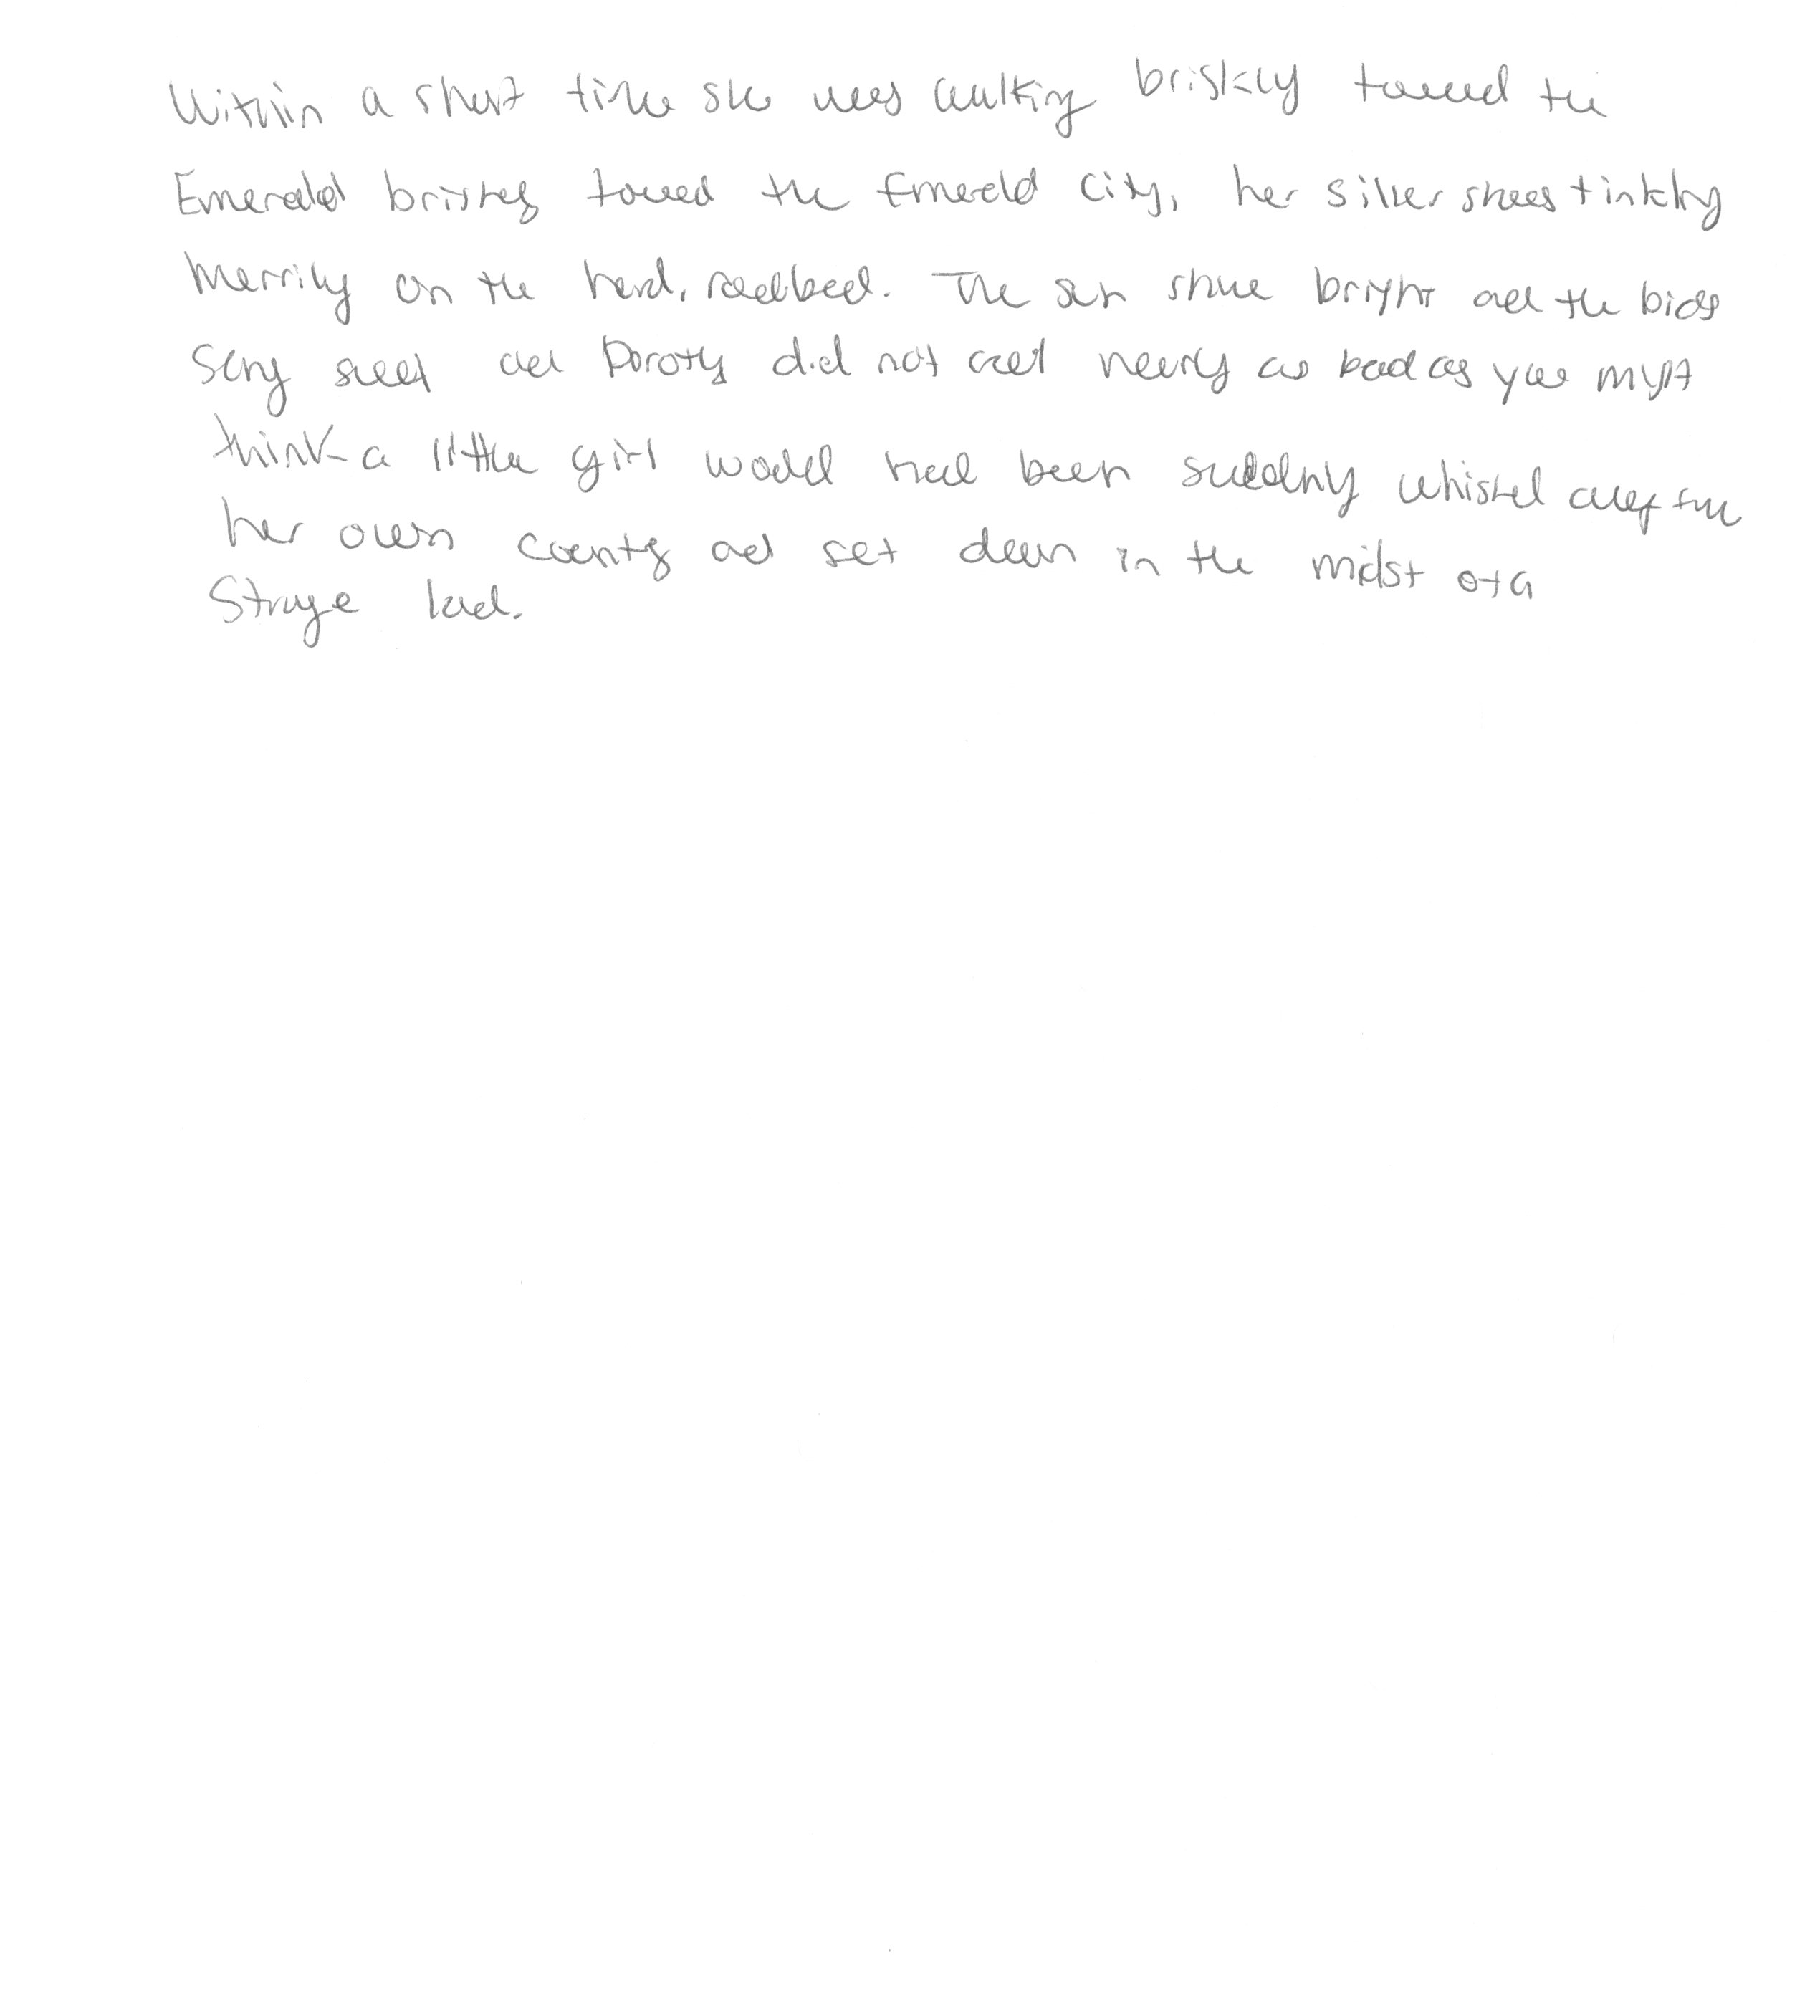 Within a short time she was walking briskly toward the
Emerald briskly toward the Emerald City, her silver shoes tinkling
Merrily on the hard, roadbed. The sun shone bright and the birds
Sang sweet and Dorothy did not feel nearly as bad as you might
think a little girl would had been suddenly whisked away from
her own country and set down in the midst of a
Strange land.